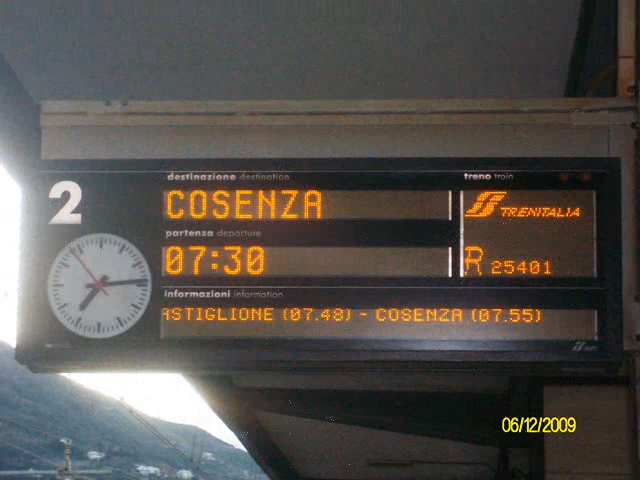 2
destinazione destination
treno train
COSENZA
TRENITALIA
partenza departure
07:30
R 25401
informazioni information
ASTIGLIONE (07.48) - COSENZA (07.55)
06/12/2009